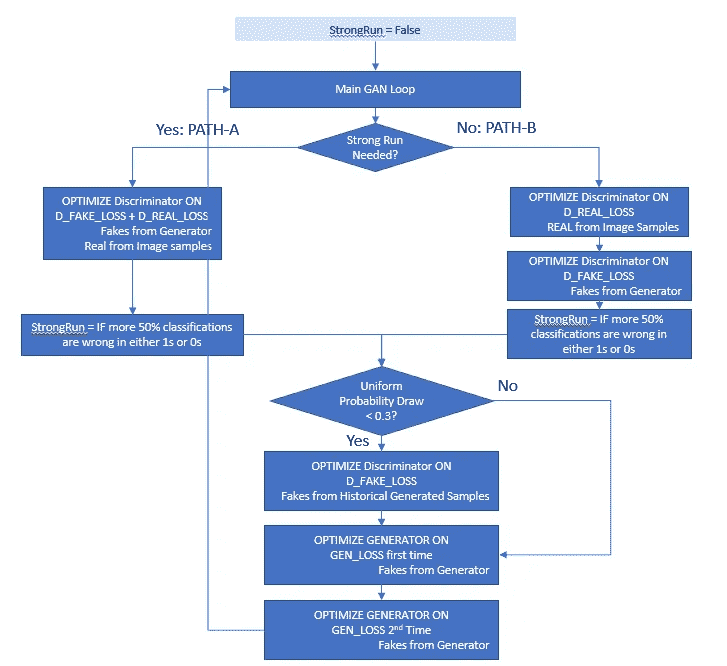 StrongRun = False
Main GAN Loop
Yes: PATH-A
No: PATH-B
Strong Run
Needed?
OPTIMIZE Discriminator ON
D_FAKE_LOSS + D_REAL_LOSS
Fakes from Generator
Real from Image samples
OPTIMIZE Discriminator ON
D_REAL_LOSS
REAL from Image Samples
OPTIMIZE Discriminator ON
D_FAKE_LOSS
Fakes from Generator
StrongRun = IF more 50% classifications
are wrong in either 1s or 0s
StrongRun = IF more 50%
classifications are wrong in
either 1s or 0s
Uniform
Probability Draw
< 0.3?
No
Yes
OPTIMIZE Discriminator ON
D_FAKE_LOSS
Fakes from Historical Generated Samples
OPTIMIZE GENERATOR ON
GEN_LOSS first time
Fakes from Generator
OPTIMIZE GENERATOR ON
GEN_LOSS 2nd Time
Fakes from Generator